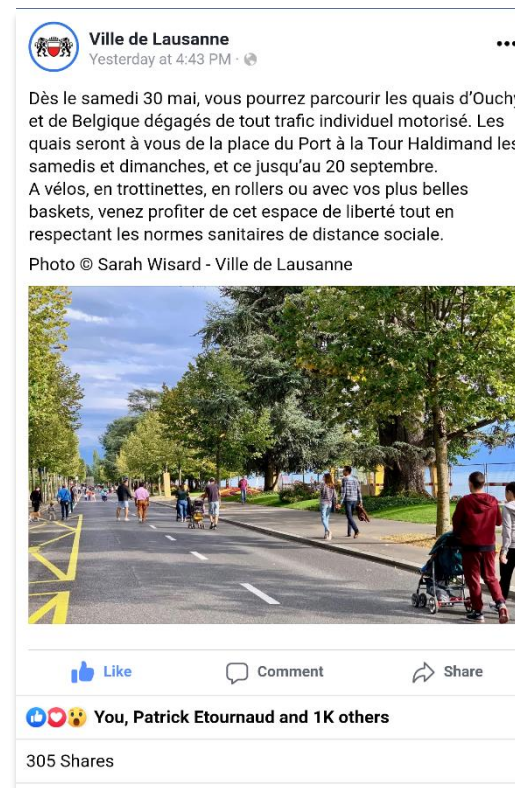 Ville de Lausanne
Yesterday at 4:43 PM ·
Dès le samedi 30 mai, vous pourrez parcourir les quais d'Ouchy
et de Belgique dégagés de tout trafic individuel motorisé. Les
quais seront à vous de la place du Port à la Tour Haldimand les
samedis et dimanches, et ce jusqu'au 20 septembre.
A vélos, en trottinettes, en rollers ou avec vos plus belles
baskets, venez profiter de cet espace de liberté tout en
respectant les normes sanitaires de distance sociale.
Photo © Sarah Wisard - Ville de Lausanne
Like Comment Share
You, Patrick Etournaud and 1K others
305 Shares